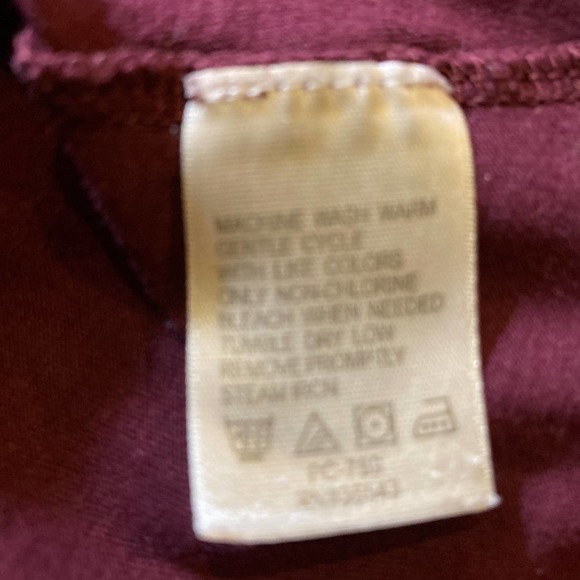 MACHINE WASH WARM
GENTLE CYCLE
WITH LIKE COLORS
ONLY NON-CHLORINE
BLEACH WHEN NEEDED
TUMBLE DRY LOW
REMOVE PROMPTLY
STEAM IRON